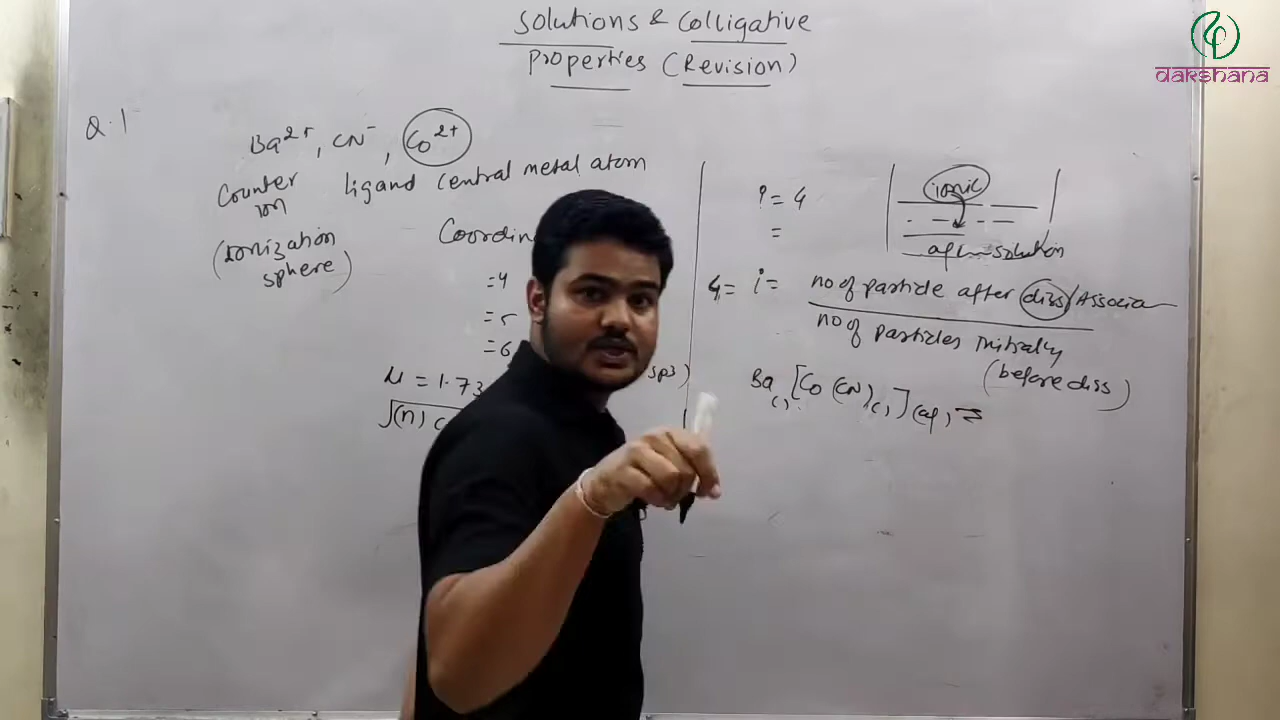 Solutions & Colligative
Properties (Revision)
dakshana
Q.1
Ba²⁺, CN⁻, Co²⁺
Counter ion
ligand central metal atom
(ionization sphere)
=4
=5
=6
μ = 1.73
sp3)
√(n)
i = 4
=
ionic
solution
4 = i = no of particle after diss/Associa
no of particles initially
(before diss)
Ba( ) [Co (CN)( )](aq) ⇌